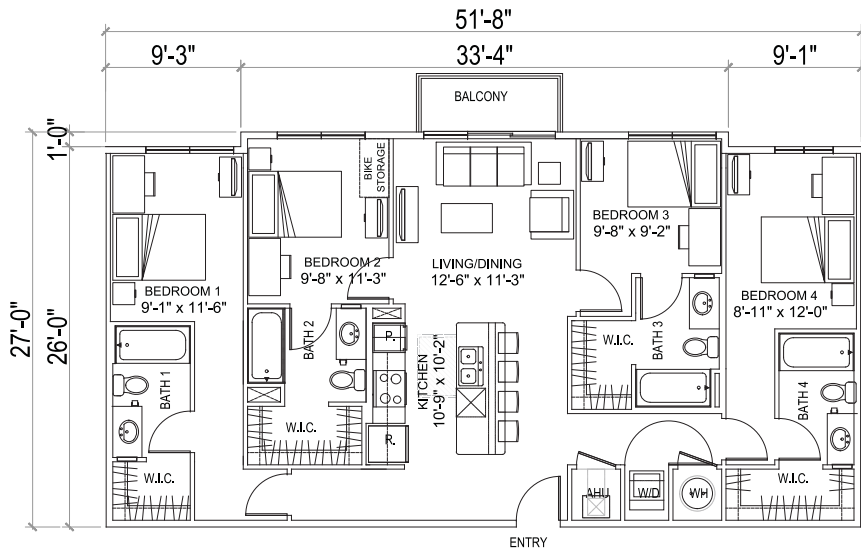 51'-8"
9'-3"
33'-4"
9'-1"
BALCONY
1'-0"
27'-0"
26'-0"
BIKE
STORAGE
BEDROOM 1
9'-1" x 11'-6"
BEDROOM 2
9'-8" x 11'-3"
LIVING/DINING
12'-6" x 11'-3"
BEDROOM 3
9'-8" x 9'-2"
BEDROOM 4
8'-11" x 12'-0"
BATH 1
BATH 2
P.
KITCHEN
10'-9" x 10'-2"
W.I.C.
BATH 3
BATH 4
W.I.C.
R.
W.I.C.
AHU
W/D
WH
W.I.C.
ENTRY